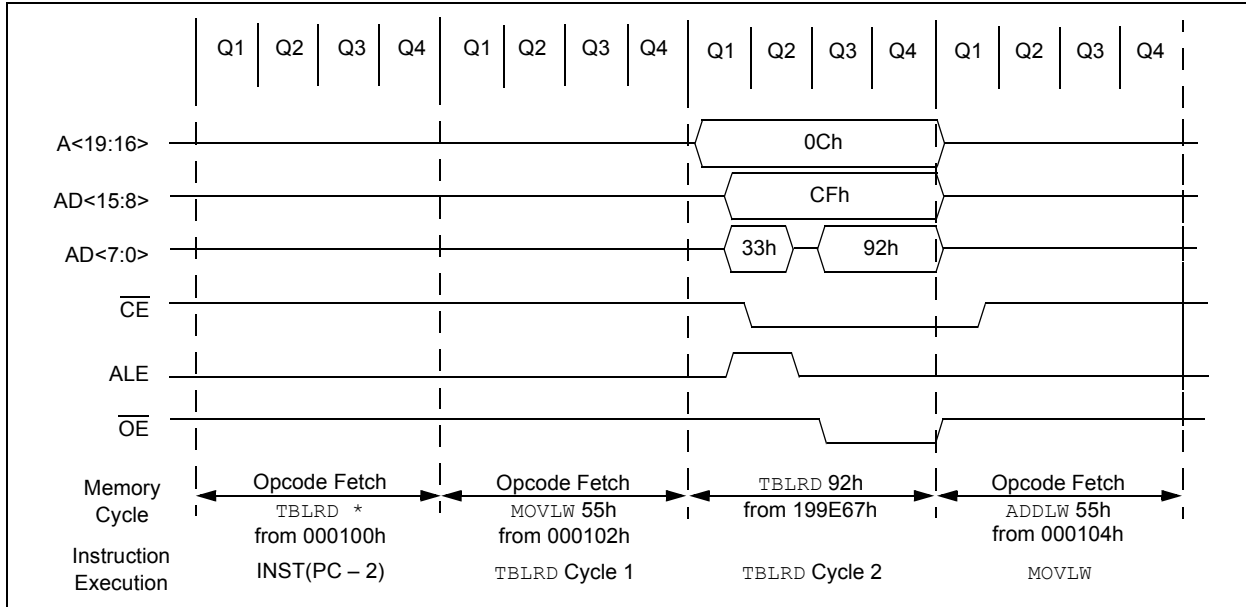 Q1 Q2 Q3 Q4 Q1 Q2 Q3 Q4 Q1 Q2 Q3 Q4 Q1 Q2 Q3 Q4
A<19:16> 0Ch
AD<15:8> CFh
AD<7:0> 33h 92h
CE
ALE
OE
Memory Cycle
Opcode Fetch
TBLRD *
from 000100h
Opcode Fetch
MOVLW 55h
from 000102h
TBLRD 92h
from 199E67h
Opcode Fetch
ADDLW 55h
from 000104h
Instruction Execution
INST(PC – 2)
TBLRD Cycle 1
TBLRD Cycle 2
MOVLW